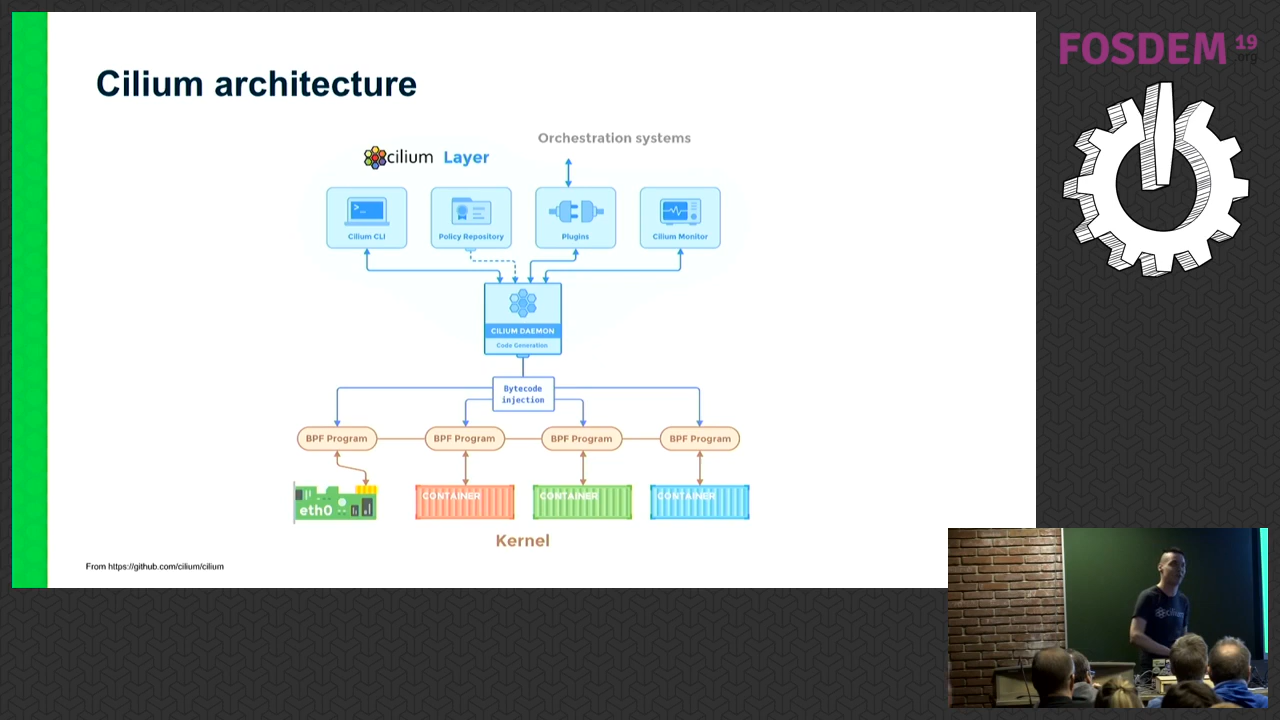 Cilium architecture
Orchestration systems
cilium Layer
>_
Cilium CLI
Policy Repository
Plugins
Cilium Monitor
CILIUM DAEMON
Code Generation
Bytecode
injection
BPF Program
BPF Program
BPF Program
BPF Program
eth0
CONTAINER
CONTAINER
CONTAINER
Kernel
From https://github.com/cilium/cilium
FOSDEM 19
.org
cilium